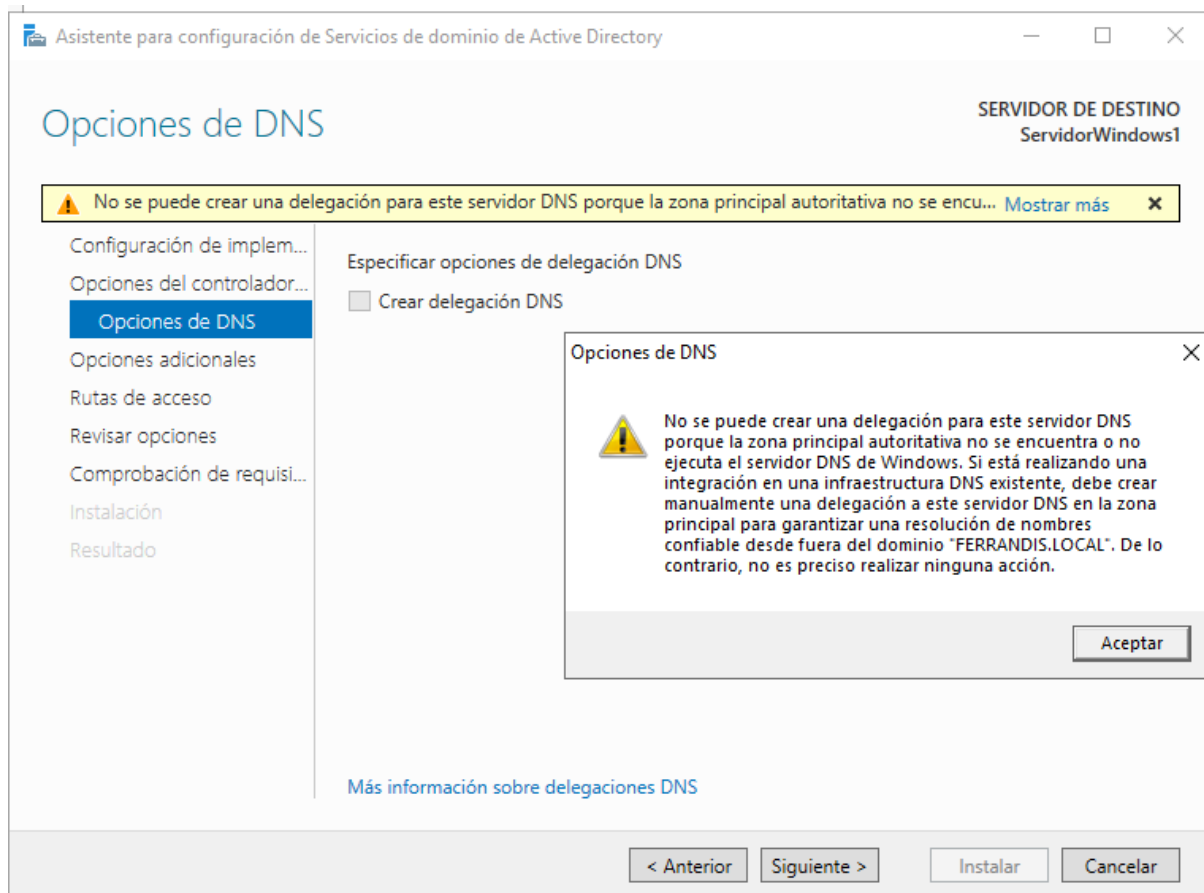 Asistente para configuración de Servicios de dominio de Active Directory
Opciones de DNS
SERVIDOR DE DESTINO
ServidorWindows1
No se puede crear una delegación para este servidor DNS porque la zona principal autoritativa no se encu... Mostrar más
Configuración de implem...
Opciones del controlador...
Opciones de DNS
Opciones adicionales
Rutas de acceso
Revisar opciones
Comprobación de requisi...
Instalación
Resultado
Especificar opciones de delegación DNS
Crear delegación DNS
Opciones de DNS
No se puede crear una delegación para este servidor DNS
porque la zona principal autoritativa no se encuentra o no
ejecuta el servidor DNS de Windows. Si está realizando una
integración en una infraestructura DNS existente, debe crear
manualmente una delegación a este servidor DNS en la zona
principal para garantizar una resolución de nombres
confiable desde fuera del dominio "FERRANDIS.LOCAL". De lo
contrario, no es preciso realizar ninguna acción.
Aceptar
Más información sobre delegaciones DNS
< Anterior
Siguiente >
Instalar
Cancelar